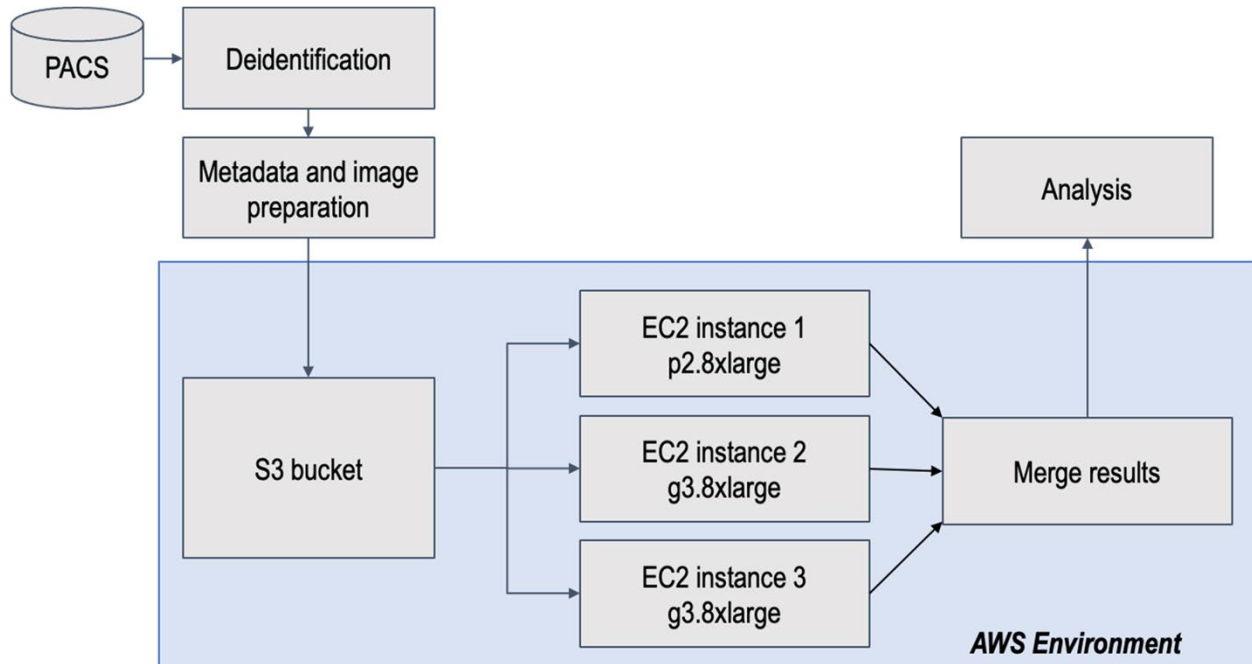 PACS
Deidentification
Metadada and image
preparation
Analysis
EC2 instance 1
p2.8xlarge
S3 bucket
EC2 instance 2
g3.8xlarge
Merge results
EC2 instance 3
g3.8xlarge
AWS Environment